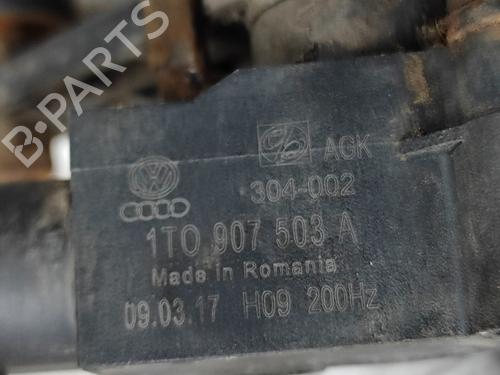 B-PARTS
AGK
304-002
1T0 907 503 A
Made in Romania
09.03.17 H09 200Hz